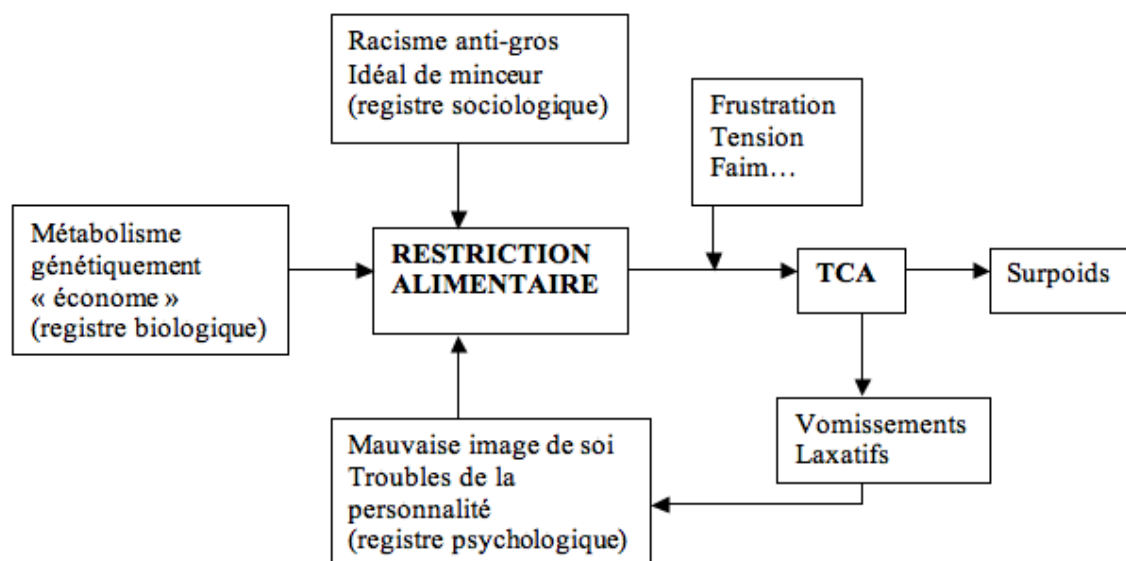 Racisme anti-gros
Idéal de minceur
(registre sociologique)
Frustration
Tension
Faim…
Métabolisme
génétiquement
« économe »
(registre biologique)
RESTRICTION
ALIMENTAIRE
TCA
Surpoids
Mauvaise image de soi
Troubles de la
personnalité
(registre psychologique)
Vomissements
Laxatifs